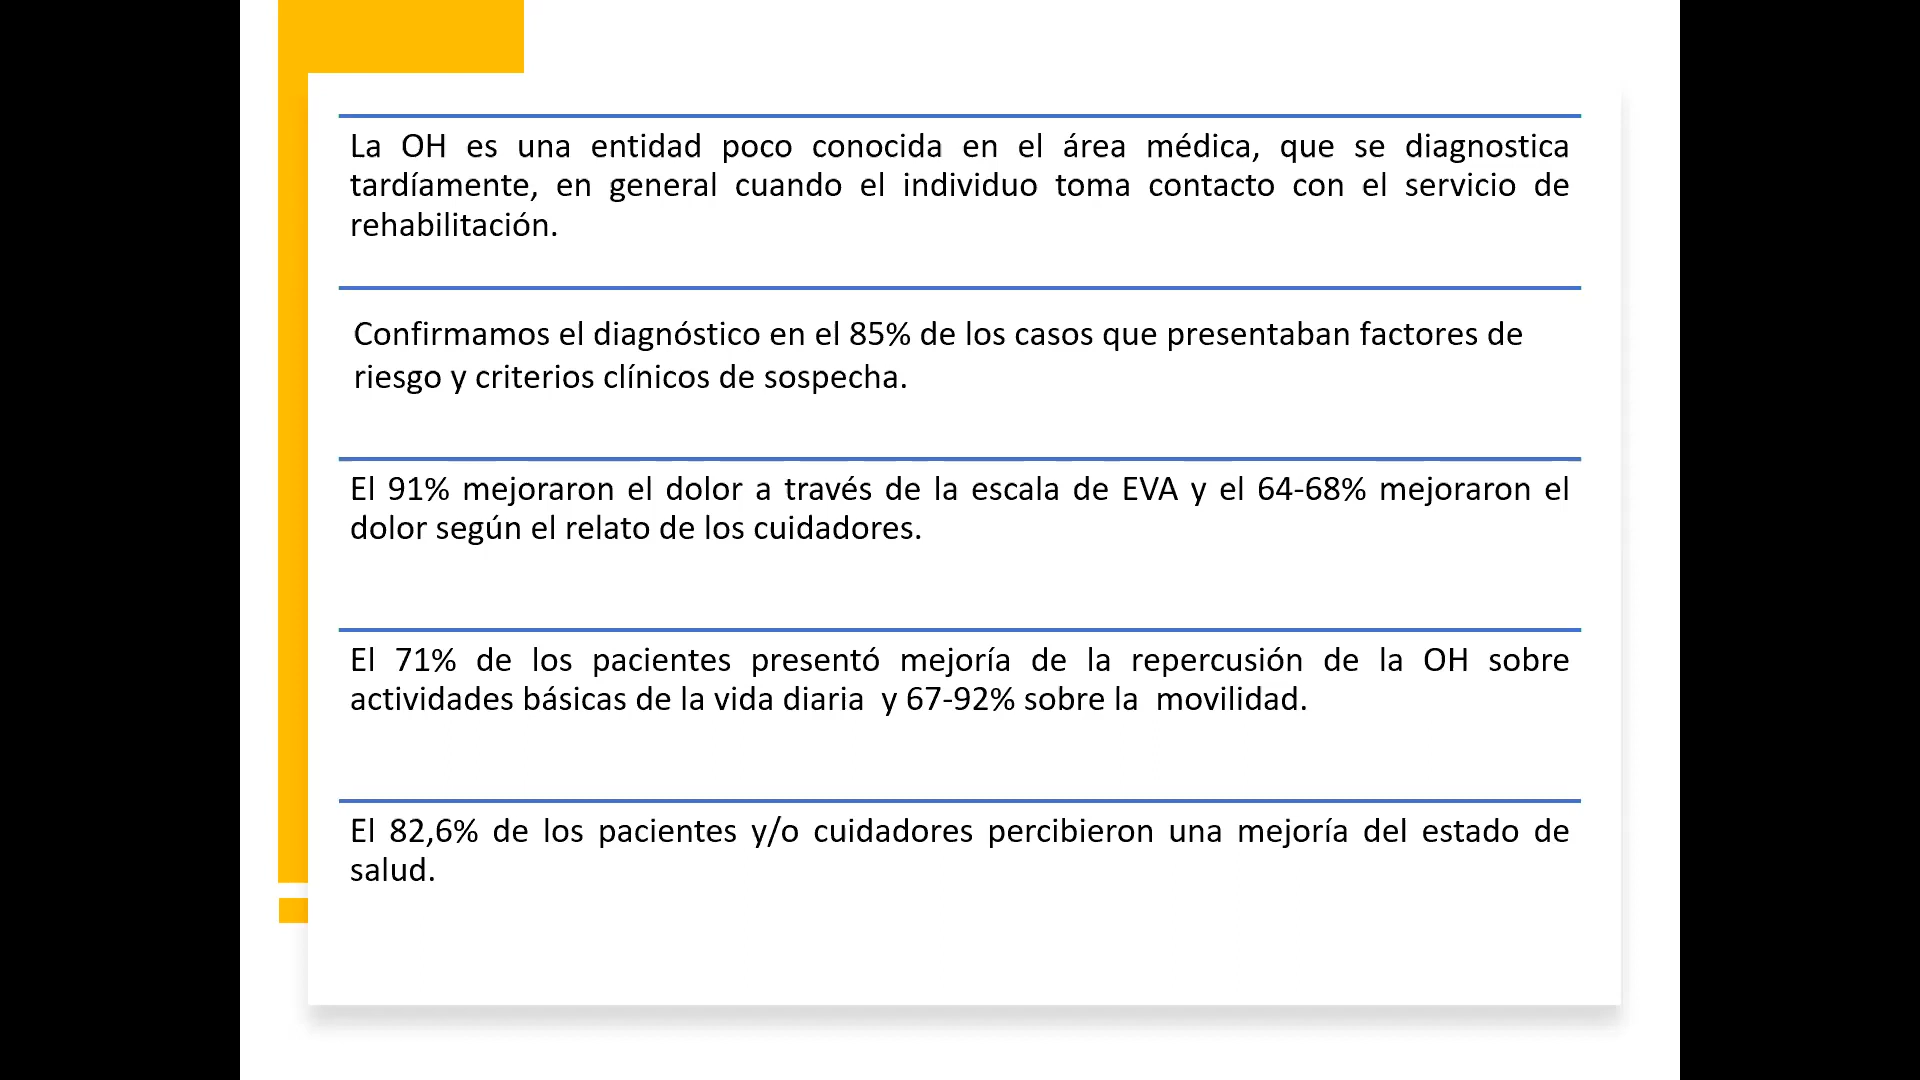 La OH es una entidad poco conocida en el área médica, que se diagnostica
tardíamente, en general cuando el individuo toma contacto con el servicio de
rehabilitación.
Confirmamos el diagnóstico en el 85% de los casos que presentaban factores de
riesgo y criterios clínicos de sospecha.
El 91% mejoraron el dolor a través de la escala de EVA y el 64-68% mejoraron el
dolor según el relato de los cuidadores.
El 71% de los pacientes presentó mejoría de la repercusión de la OH sobre
actividades básicas de la vida diaria  y 67-92% sobre la  movilidad.
El 82,6% de los pacientes y/o cuidadores percibieron una mejoría del estado de
salud.